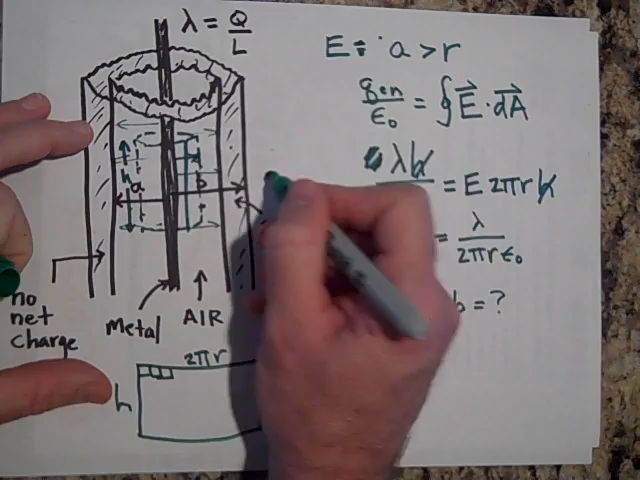 λ = Q/L
E = a > r
qen/ε₀ = ∮ E⃗ · dA⃗
λh
= E 2πr h
= λ/2πrε₀
b = ?
h
a
b
r
r
no
net
charge
Metal
AIR
2πr
h